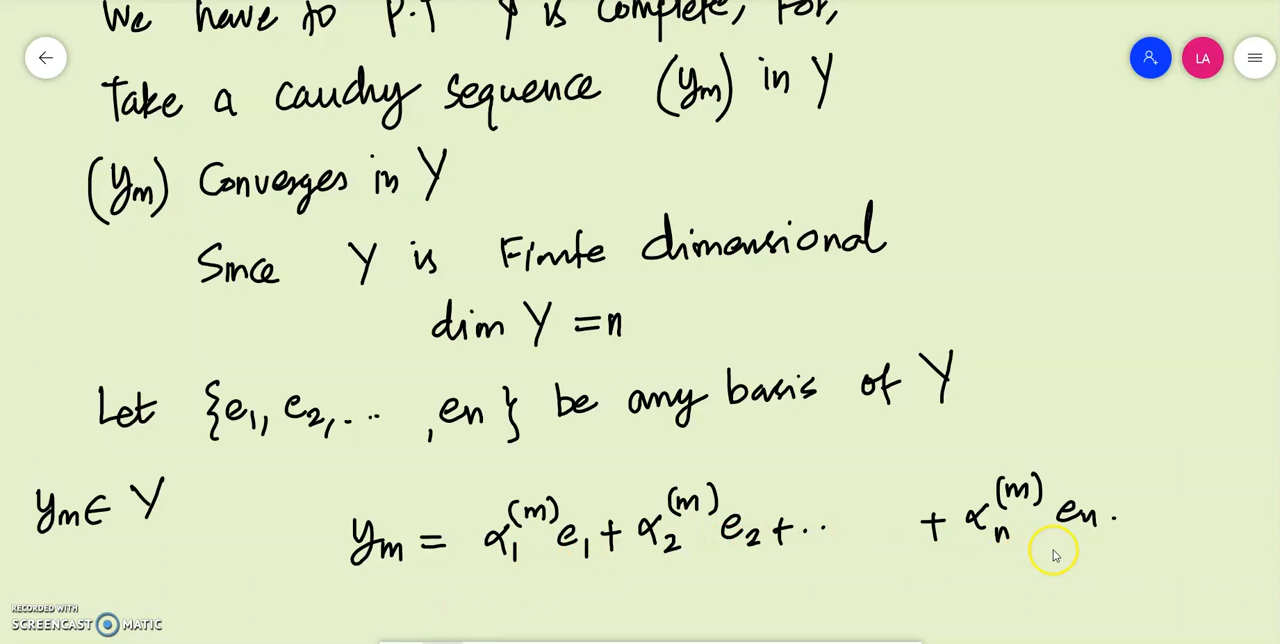 We have to P.T Y is complete, For,
LA
Take a cauchy sequence (yₘ) in Y
(yₘ) Converges in Y
Since Y is Finite dimensional
dim Y = n
Let {e₁, e₂, ... , eₙ} be any basis of Y
yₘ ∈ Y
yₘ = α₁⁽ᵐ⁾e₁ + α₂⁽ᵐ⁾e₂ + .. + αₙ⁽ᵐ⁾eₙ.
RECORDED WITH
SCREENCAST MATIC